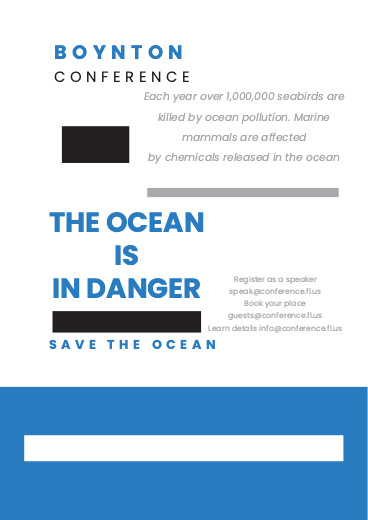 BOYNTON
CONFERENCE
Each year over 1,000,000 seabirds are
killed by ocean pollution. Marine
mammals are affected
by chemicals released in the ocean
THE OCEAN
IS
IN DANGER
SAVE THE OCEAN
Register as a speaker
speak@conference.fl.us
Book your place
guests@conference.fl.us
Learn details info@conference.fl.us